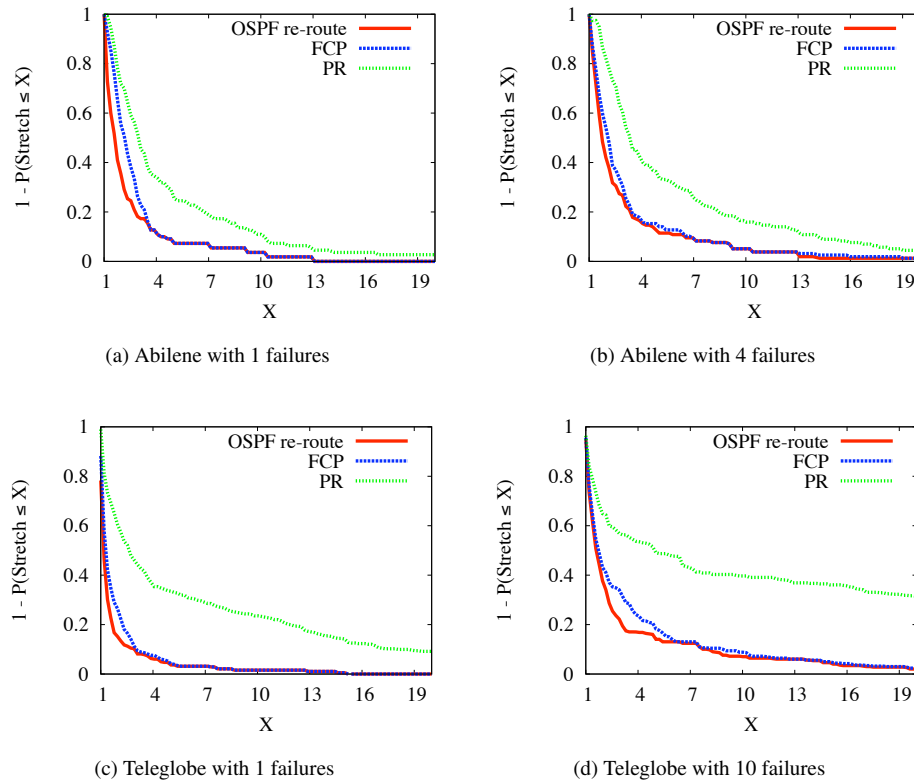 1
0.8
0.6
0.4
0.2
0
1 - P(Stretch ≤ X)
OSPF re-route
FCP
PR
1 4 7 10 13 16 19
X
(a) Abilene with 1 failures
1
0.8
0.6
0.4
0.2
0
1 - P(Stretch ≤ X)
OSPF re-route
FCP
PR
1 4 7 10 13 16 19
X
(b) Abilene with 4 failures
1
0.8
0.6
0.4
0.2
0
1 - P(Stretch ≤ X)
OSPF re-route
FCP
PR
1 4 7 10 13 16 19
X
(c) Teleglobe with 1 failures
1
0.8
0.6
0.4
0.2
0
1 - P(Stretch ≤ X)
OSPF re-route
FCP
PR
1 4 7 10 13 16 19
X
(d) Teleglobe with 10 failures